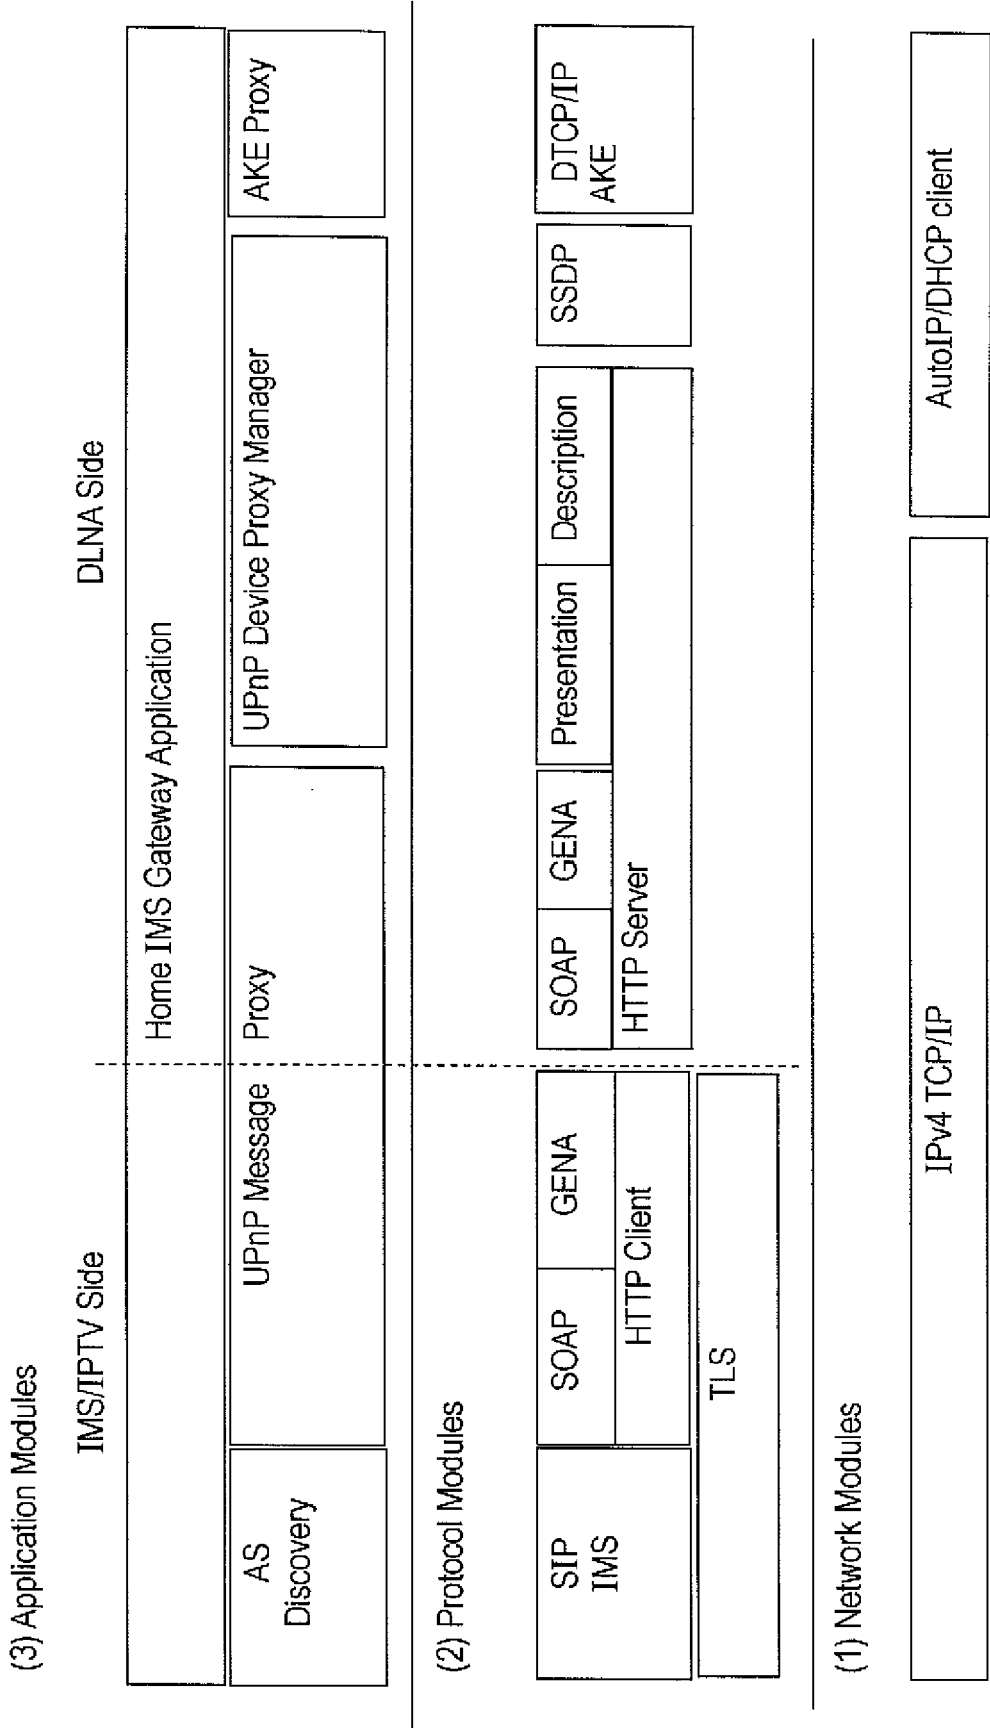 (3) Application Modules
IMS/IPTV Side
DLNA Side
Home IMS Gateway Application
AS
Discovery
UPnP Message
Proxy
UPnP Device Proxy Manager
AKE Proxy
(2) Protocol Modules
SIP
IMS
SOAP
GENA
HTTP Client
TLS
SOAP
GENA
Presentation
Description
HTTP Server
SSDP
DTCP/IP
AKE
(1) Network Modules
IPv4 TCP/IP
AutoIP/DHCP client